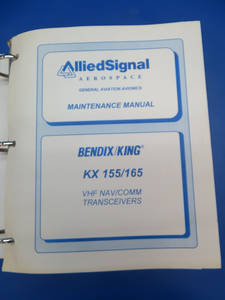 AlliedSignal
AEROSPACE
GENERAL AVIATION AVIONICS
MAINTENANCE MANUAL
BENDIX/KING®
KX 155/165
VHF NAV/COMM
TRANSCEIVERS